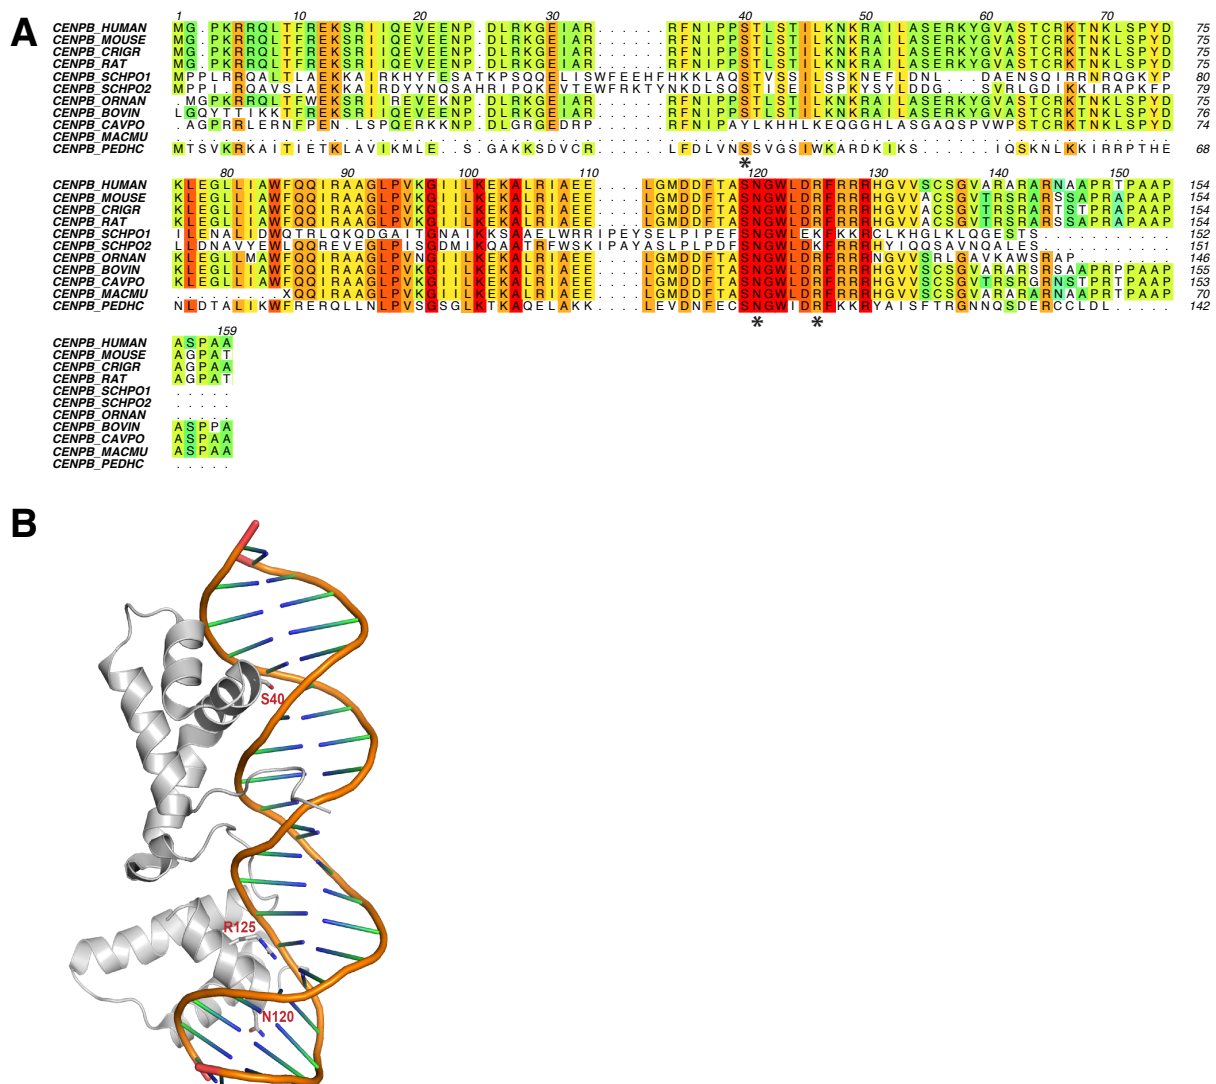 A
1 10 20 30 40 50 60 70
CENPB_HUMAN MG.PKRRQLTFREKSRIIQEVEENP.DLRKGEIAR......RFNIPPSTLSTILKNKRAILASERKYGVASTCRKTNKLSPYD 75
CENPB_MOUSE MG.PKRRQLTFREKSRIIQEVEENP.DLRKGEIAR......RFNIPPSTLSTILKNKRAILASERKYGVASTCRKTNKLSPYD 75
CENPB_CRIGR MG.PKRRQLTFREKSRIIQEVEENP.DLRKGEIAR......RFNIPPSTLSTILKNKRAILASERKYGVASTCRKTNKLSPYD 75
CENPB_RAT MG.PKRRQLTFREKSRIIQEVEENP.DLRKGEIAR......RFNIPPSTLSTILKNKRAILASERKYGVASTCRKTNKLSPYD 75
CENPB_SCHPO1 MPPLRRQALTLAEKKAIRKHYFESATKPSQQELISWFEEHFHKKLAQSTVSSILSSKNEFLDNL...DAENSQIRRNRQGKYP 80
CENPB_SCHPO2 MPPI.RQAVSLAEKKAIRDYYNQSAHRIPQKEVTEWFRKTYNKDLSQSTISEILSPKYSYLDDG...SVRLGDIKKIRAPKFP 79
CENPB_ORNAN .MGPKRRQLTFWEKSRIIREVEKNP.DLRKGEIAR......RFNIPPSTLSTILKNKRAILASERKYGVASTCRKTNKLSPYD 75
CENPB_BOVIN LGQYTTIKKTFREKSRIIQEVEENP.DLRKGEIAR......RFNIPPSTLSTILKNKRAILASERKYGVASTCRKTNKLSPYD 76
CENPB_CAVPO .AGPRRLERNFPEN.LSPQERKKNP.DLGRGEDRP......RFNIPAYLKHHLKEQGGHLASGAQSPVWPSTCRKTNKLSPYD 74
CENPB_MACMU ...................................................................................
CENPB_PEDHC MTSVKRKAITIETKLAVIKMLE..SGAKKSDVCR.......LFDLVNSSVGSIWKARDKIKS......IQSKNLKKIRRPTHE 68
*
80 90 100 110 120 130 140 150
CENPB_HUMAN KLEGLLIAWFQQIRAAGLPVKGIILKEKALRIAEE....LGMDDFTASNGWLDRFRRRHGVVSCSGVARARARNAAPRTPAAP 154
CENPB_MOUSE KLEGLLIAWFQQIRAAGLPVKGIILKEKALRIAEE....LGMDDFTASNGWLDRFRRRHGVVACSGVTRSRARSSAPRAPAAP 154
CENPB_CRIGR KLEGLLIAWFQQIRAAGLPVKGIILKEKALRIAEE....LGMDDFTASNGWLDRFRRRHGVVACSGVTRSRARTSTPRAPAAP 154
CENPB_RAT KLEGLLIAWFQQIRAAGLPVKGIILKEKALRIAEE....LGMDDFTASNGWLDRFRRRHGVVACSGVTRSRARSSAPRAPAAP 154
CENPB_SCHPO1 ILENALIDWQTRLQKQDGAITGNAIKKSAAELWRRIPEYSELPIPEFSNGWLEKFKKRCLKHGLKLQGESTS........... 152
CENPB_SCHPO2 LLDNAVYEWLQQREVEGLPISGDMIKQAATRFWSKIPAYASLPLPDFSNGWLDKFRRRHYIQQSAVNQALES........... 151
CENPB_ORNAN KLEGLLMAWFQQIRAAGLPVNGIILKEKALRIAEE....LGMDDFTASNGWLDRFRRRNGVVSRLGAVKAWSRAP........ 146
CENPB_BOVIN KLEGLLIAWFQQIRAAGLPVKGIILKEKALRIAEE....LGMDDFTASNGWLDRFRRRHGVVSCSGVARARSRSAAPRPPAAP 155
CENPB_CAVPO KLEGLLIAWFQQIRAAGLPVKGIILKEKALRIAEE....LGMDDFTASNGWLDRFRRRHGVVSCSGVTRSRGRNSTPRTPAAP 153
CENPB_MACMU .........XQQIRAAGLPVKGIILKEKALRIAEE....LGMDDFTASNGWLDRFRRRHGVVSCSGVARARARNAAPRTPAAP 70
CENPB_PEDHC NLDTALIKWFRERRQLLNLPVSGSGLKTKAQELAKK....LEVDNFECSNGWIDRFKKRYAISFTRGNNQSDERCCLDL..... 142
* *
159
CENPB_HUMAN ASPAA
CENPB_MOUSE AGPAT
CENPB_CRIGR AGPAA
CENPB_RAT AGPAT
CENPB_SCHPO1 .....
CENPB_SCHPO2 .....
CENPB_ORNAN .....
CENPB_BOVIN ASPPA
CENPB_CAVPO ASPAA
CENPB_MACMU ASPAA
CENPB_PEDHC .....
B
S40
R125
N120